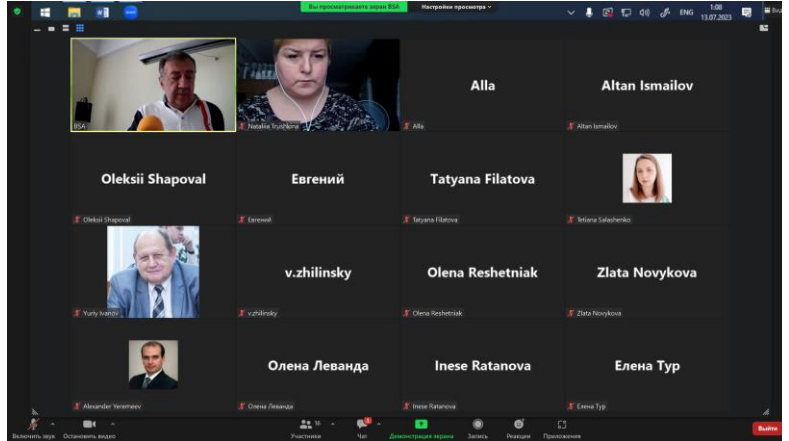 Вы просматриваете экран BSA
Настройки просмотра
ENG
1:08
13.07.2023
Вид
BSA
Nataliia Trushkina
Alla
Alla
Altan Ismailov
Altan Ismailov
Oleksii Shapoval
Oleksii Shapoval
Евгений
Евгений
Tatyana Filatova
Tatyana Filatova
Tetiana Salashenko
Yuriy Ivanov
v.zhilinsky
v.zhilinsky
Olena Reshetniak
Olena Reshetniak
Zlata Novykova
Zlata Novykova
Alexander Yeremeev
Олена Леванда
Олена Леванда
Inese Ratanova
Inese Ratanova
Елена Тур
Елена Тур
Включить звук
Остановить видео
Участники
16
Чат
Демонстрация экрана
Запись
Реакции
Приложения
Выйти